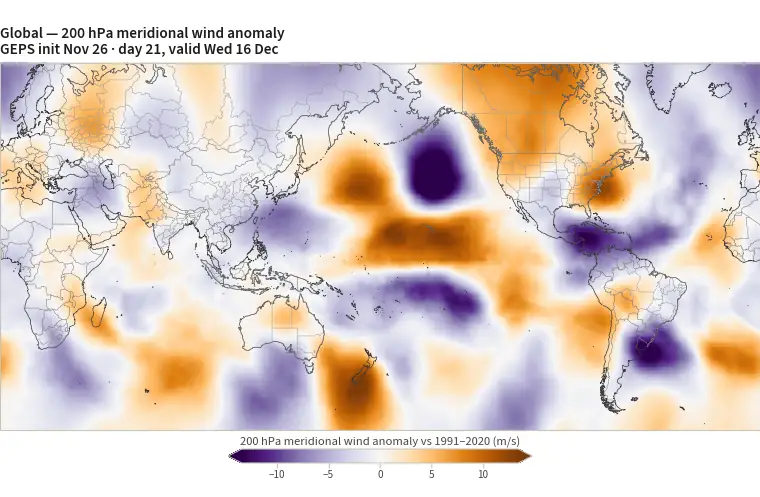 Global — 200 hPa meridional wind anomaly
GEPS init Nov 26 · day 21, valid Wed 16 Dec
200 hPa meridional wind anomaly vs 1991–2020 (m/s)
−10 −5 0 5 10